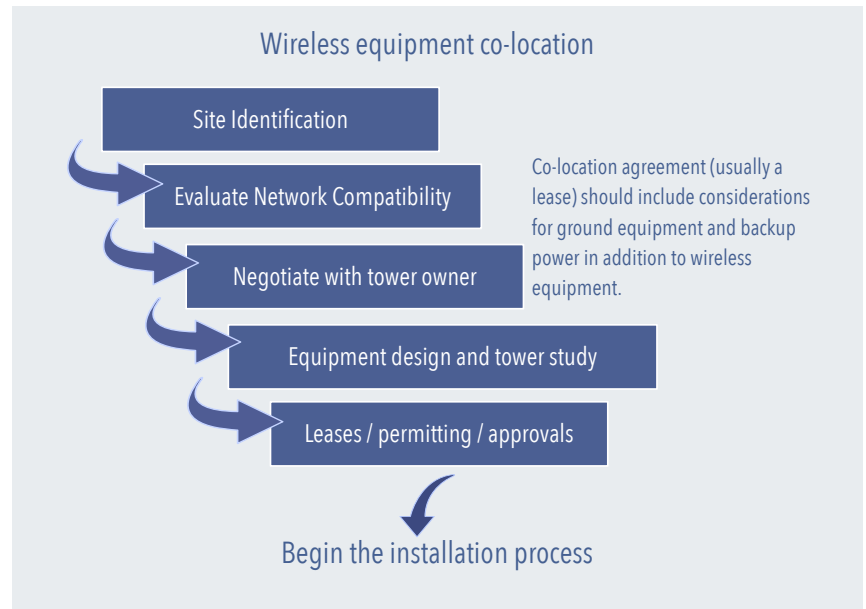 Wireless equipment co-location
Site Identification
Evaluate Network Compatibility
Negotiate with tower owner
Equipment design and tower study
Leases / permitting / approvals
Begin the installation process
Co-location agreement (usually a
lease) should include considerations
for ground equipment and backup
power in addition to wireless
equipment.